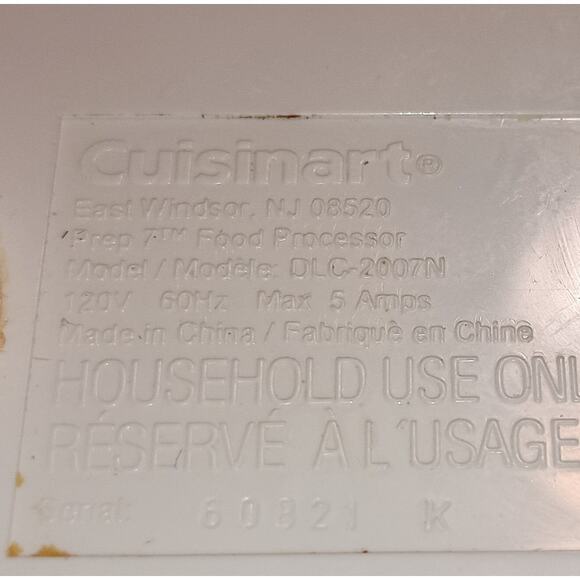 Cuisinart®
East Windsor, NJ 08520
Prep 7™ Food Processor
Model / Modèle: DLC-2007N
120V 60Hz Max 5 Amps
Made in China / Fabriqué en Chine
HOUSEHOLD USE ONL
RÉSERVÉ À L'USAGE
Serial: 60821 K